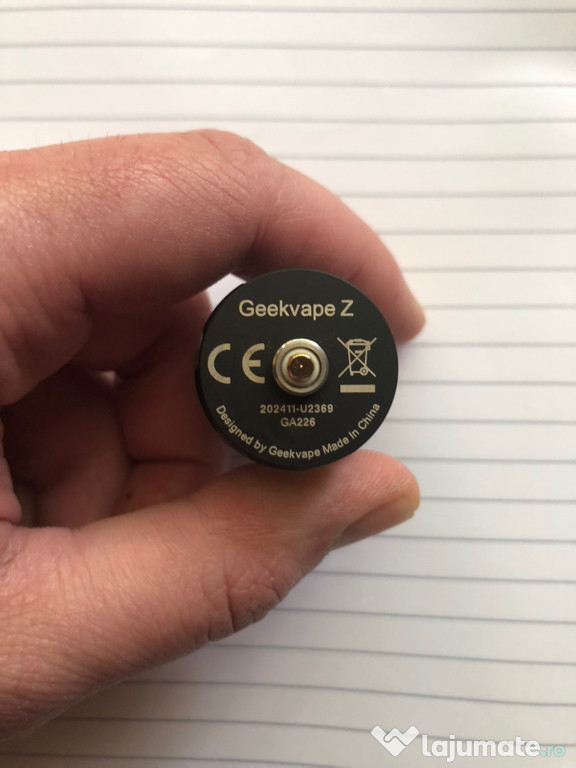 Geekvape Z
CE
202411-U2369
GA226
Designed by Geekvape Made in China
lajumate.ro